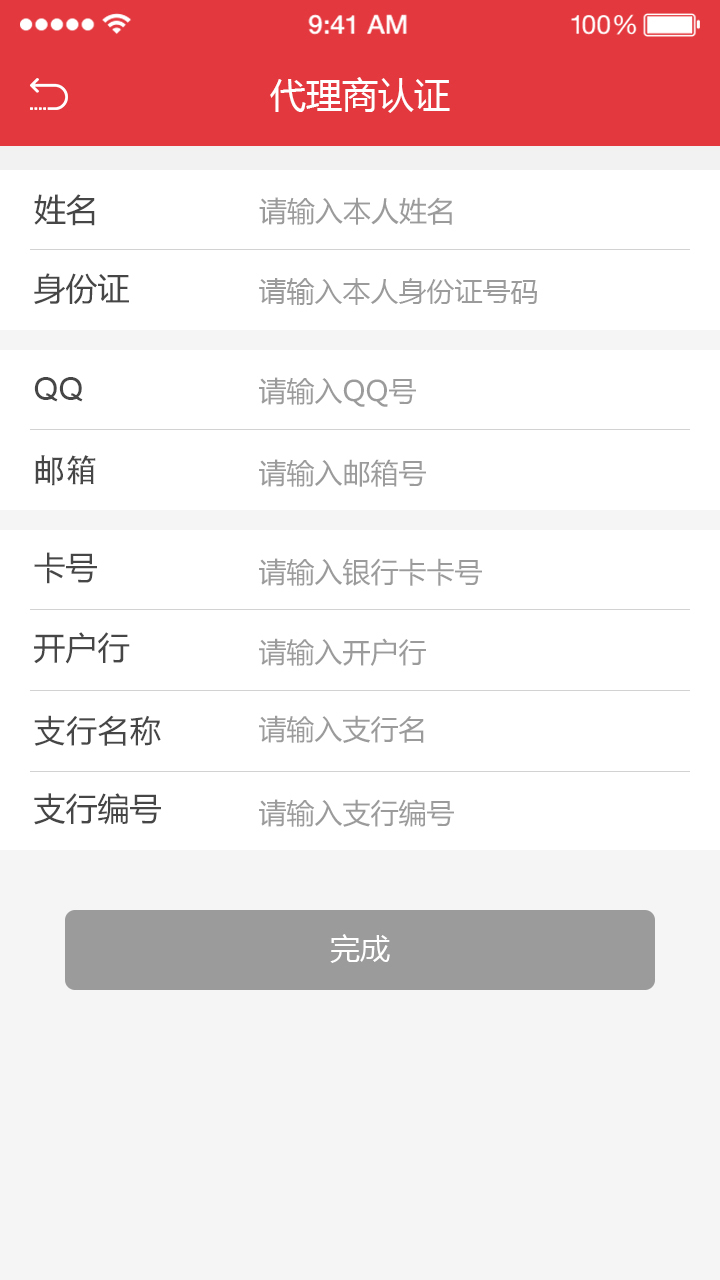 9:41 AM 100%
代理商认证
姓名 请输入本人姓名
身份证 请输入本人身份证号码
QQ 请输入QQ号
邮箱 请输入邮箱号
卡号 请输入银行卡卡号
开户行 请输入开户行
支行名称 请输入支行名
支行编号 请输入支行编号
完成